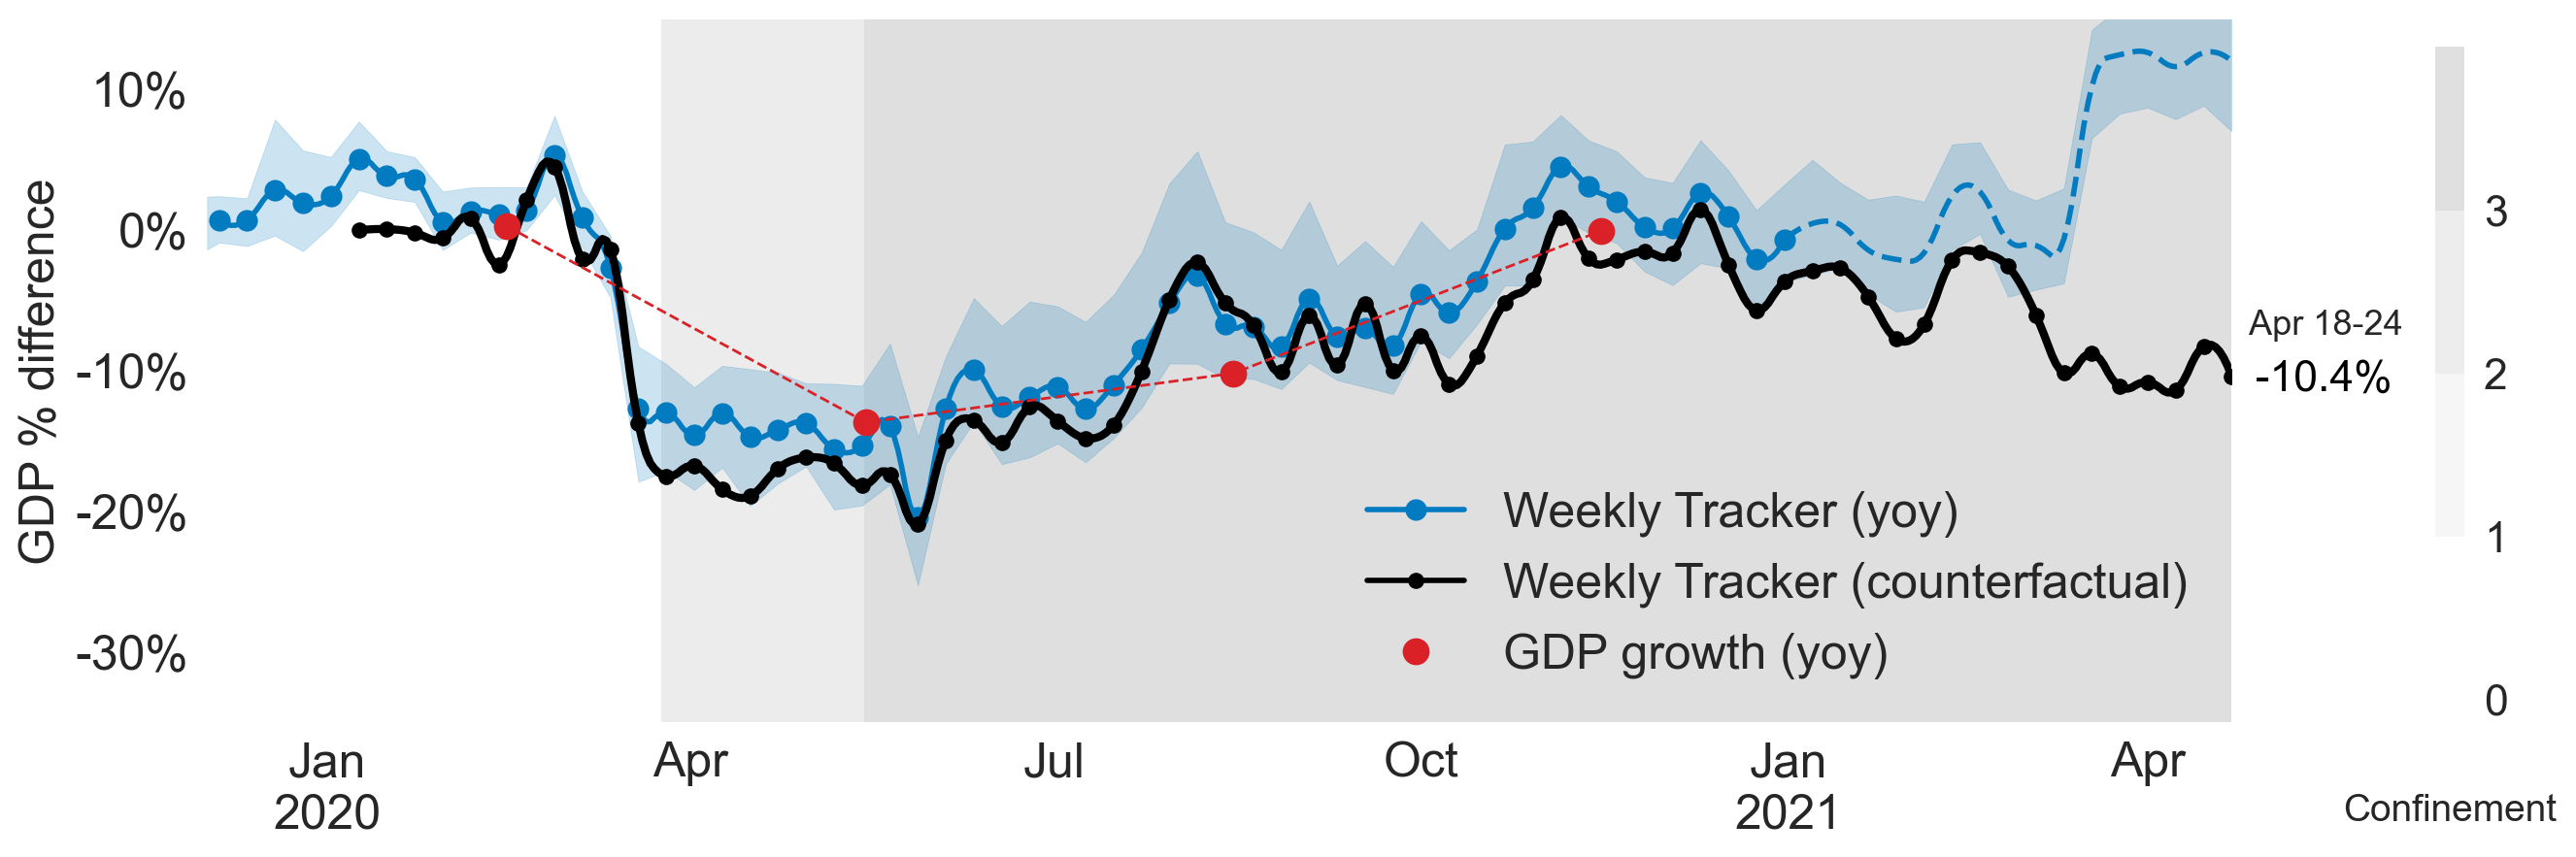 GDP % difference
10%
0%
-10%
-20%
-30%
Weekly Tracker (yoy)
Weekly Tracker (counterfactual)
GDP growth (yoy)
Jan
2020
Apr
Jul
Oct
Jan
2021
Apr
Apr 18-24
-10.4%
3
2
1
0
Confinement